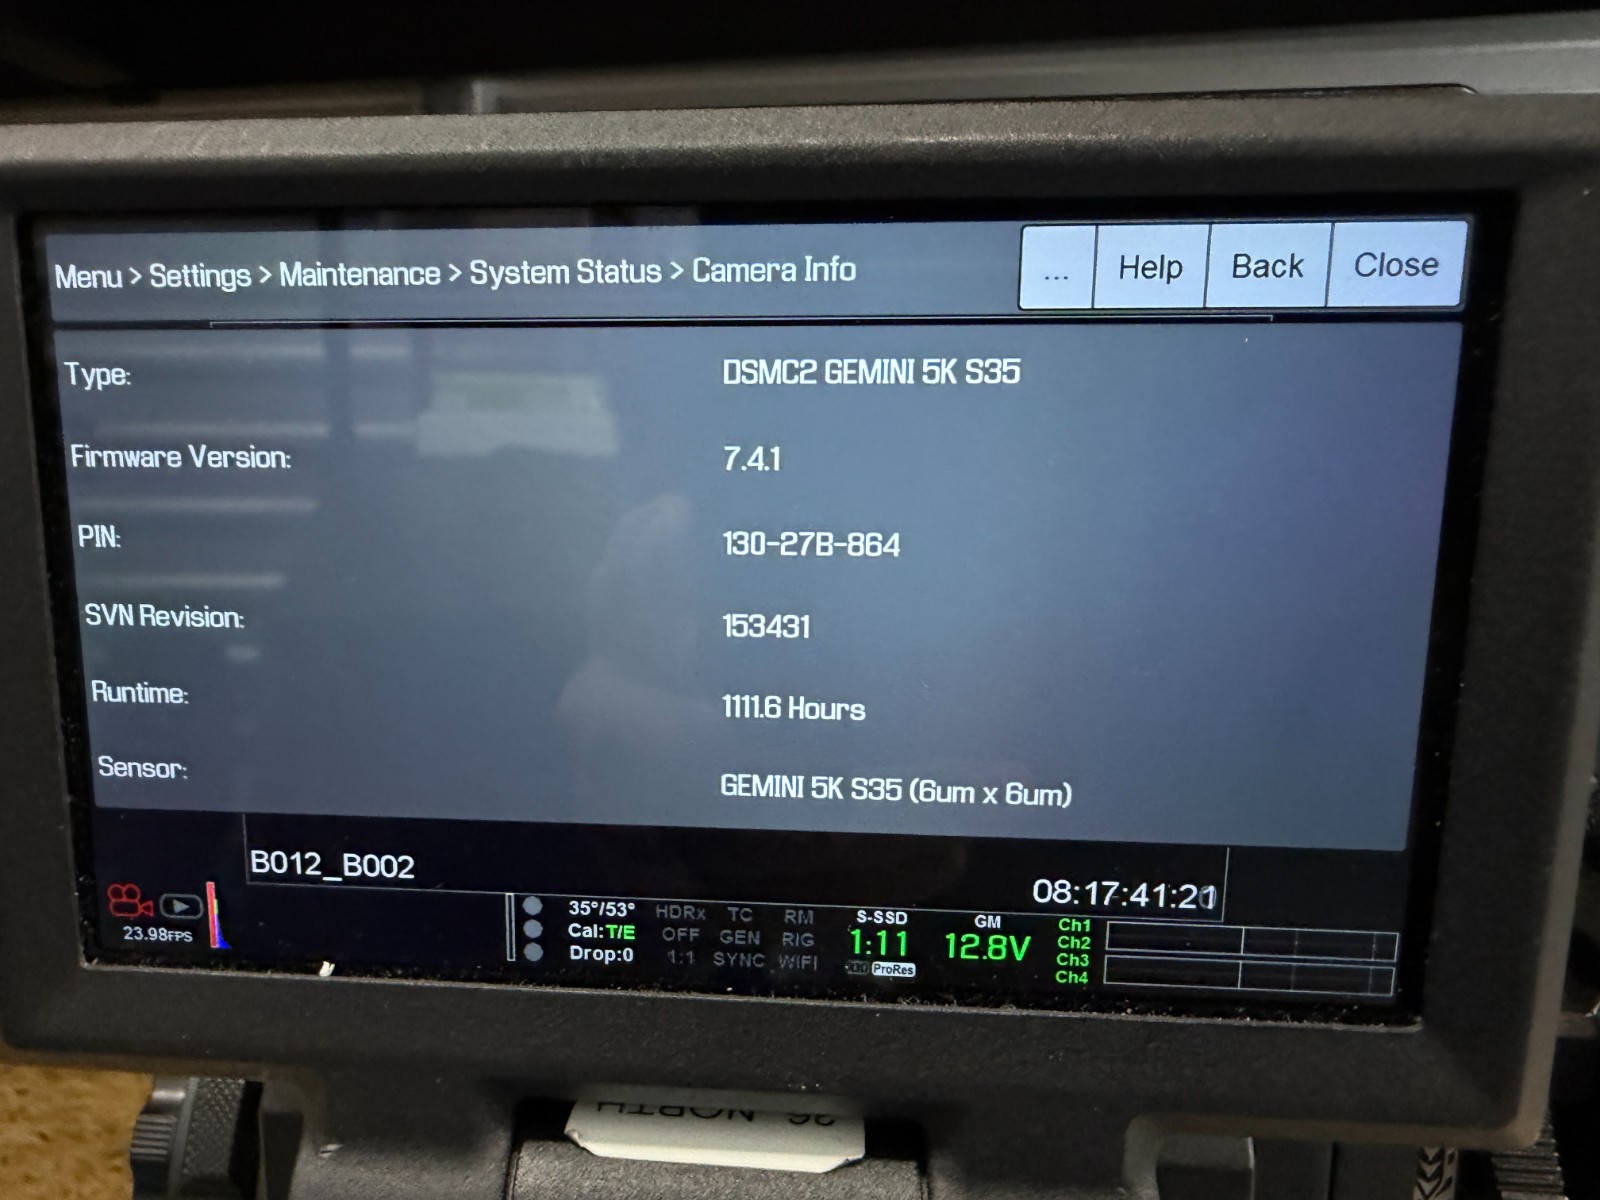 Menu > Settings > Maintenance > System Status > Camera Info
... Help Back Close
Type: DSMC2 GEMINI 5K S35
Firmware Version: 7.4.1
PIN: 130-27B-864
SVN Revision: 153431
Runtime: 1111.6 Hours
Sensor: GEMINI 5K S35 (6um x 6um)
B012_B002
08:17:41:21
23.98FPS
35°/53° HDRx TC RM S-SSD GM Ch1
Cal:T/E OFF GEN RIG 1:11 12.8V Ch2
Drop:0 1:1 SYNC WIFI ProRes Ch3
Ch4
26 NORTH